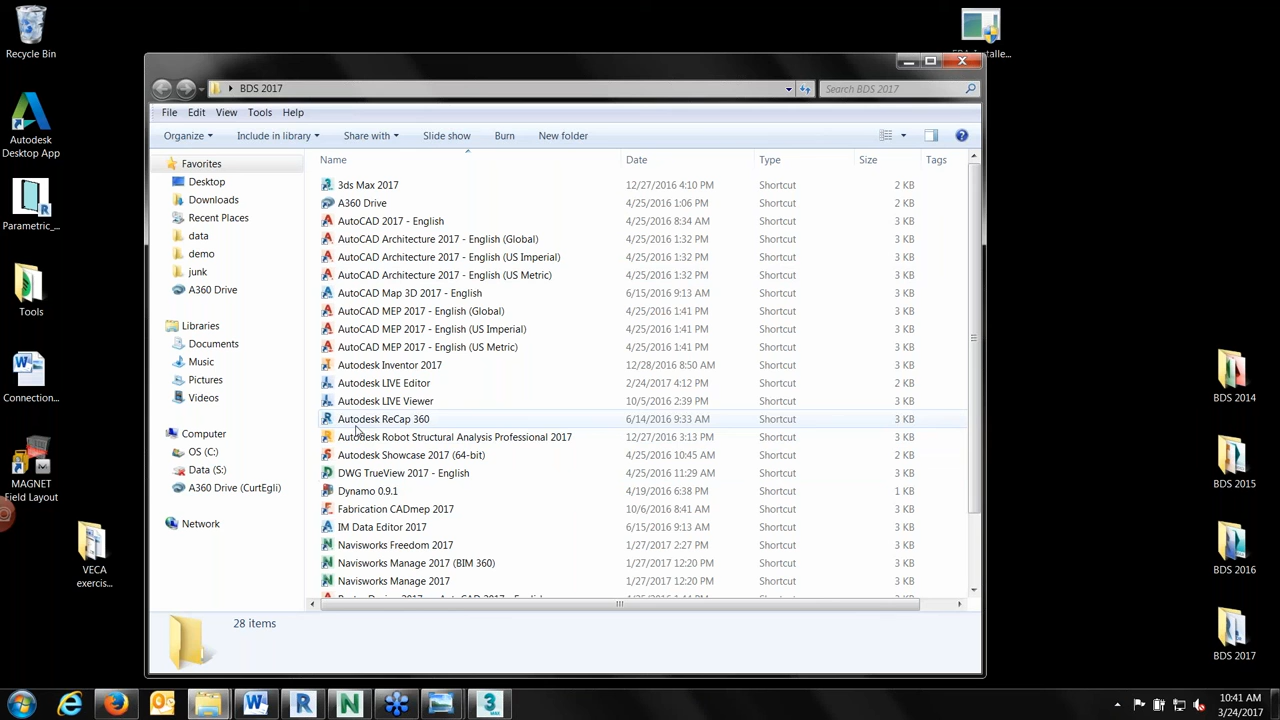 Recycle Bin
Autodesk
Desktop App
Parametric_...
Tools
Connection...
MAGNET
Field Layout
VECA
exercis...
BDS 2017
Search BDS 2017
File Edit View Tools Help
Organize Include in library Share with Slide show Burn New folder
Favorites
Desktop
Downloads
Recent Places
data
demo
junk
A360 Drive
Libraries
Documents
Music
Pictures
Videos
Computer
OS (C:)
Data (S:)
A360 Drive (CurtEgli)
Network
Name Date Type Size Tags
3ds Max 2017 12/27/2016 4:10 PM Shortcut 2 KB
A360 Drive 4/25/2016 1:06 PM Shortcut 2 KB
AutoCAD 2017 - English 4/25/2016 8:34 AM Shortcut 3 KB
AutoCAD Architecture 2017 - English (Global) 4/25/2016 1:32 PM Shortcut 3 KB
AutoCAD Architecture 2017 - English (US Imperial) 4/25/2016 1:32 PM Shortcut 3 KB
AutoCAD Architecture 2017 - English (US Metric) 4/25/2016 1:32 PM Shortcut 3 KB
AutoCAD Map 3D 2017 - English 6/15/2016 9:13 AM Shortcut 3 KB
AutoCAD MEP 2017 - English (Global) 4/25/2016 1:41 PM Shortcut 3 KB
AutoCAD MEP 2017 - English (US Imperial) 4/25/2016 1:41 PM Shortcut 3 KB
AutoCAD MEP 2017 - English (US Metric) 4/25/2016 1:41 PM Shortcut 3 KB
Autodesk Inventor 2017 12/28/2016 8:50 AM Shortcut 3 KB
Autodesk LIVE Editor 2/24/2017 4:12 PM Shortcut 2 KB
Autodesk LIVE Viewer 10/5/2016 2:39 PM Shortcut 3 KB
Autodesk ReCap 360 6/14/2016 9:33 AM Shortcut 3 KB
Autodesk Robot Structural Analysis Professional 2017 12/27/2016 3:13 PM Shortcut 3 KB
Autodesk Showcase 2017 (64-bit) 4/25/2016 10:45 AM Shortcut 2 KB
DWG TrueView 2017 - English 4/25/2016 11:29 AM Shortcut 3 KB
Dynamo 0.9.1 4/19/2016 6:38 PM Shortcut 1 KB
Fabrication CADmep 2017 10/6/2016 8:41 AM Shortcut 3 KB
IM Data Editor 2017 6/15/2016 9:13 AM Shortcut 3 KB
Navisworks Freedom 2017 1/27/2017 2:27 PM Shortcut 3 KB
Navisworks Manage 2017 (BIM 360) 1/27/2017 12:20 PM Shortcut 3 KB
Navisworks Manage 2017 1/27/2017 12:20 PM Shortcut 3 KB
28 items
BDS 2014
BDS 2015
BDS 2016
BDS 2017
10:41 AM
3/24/2017